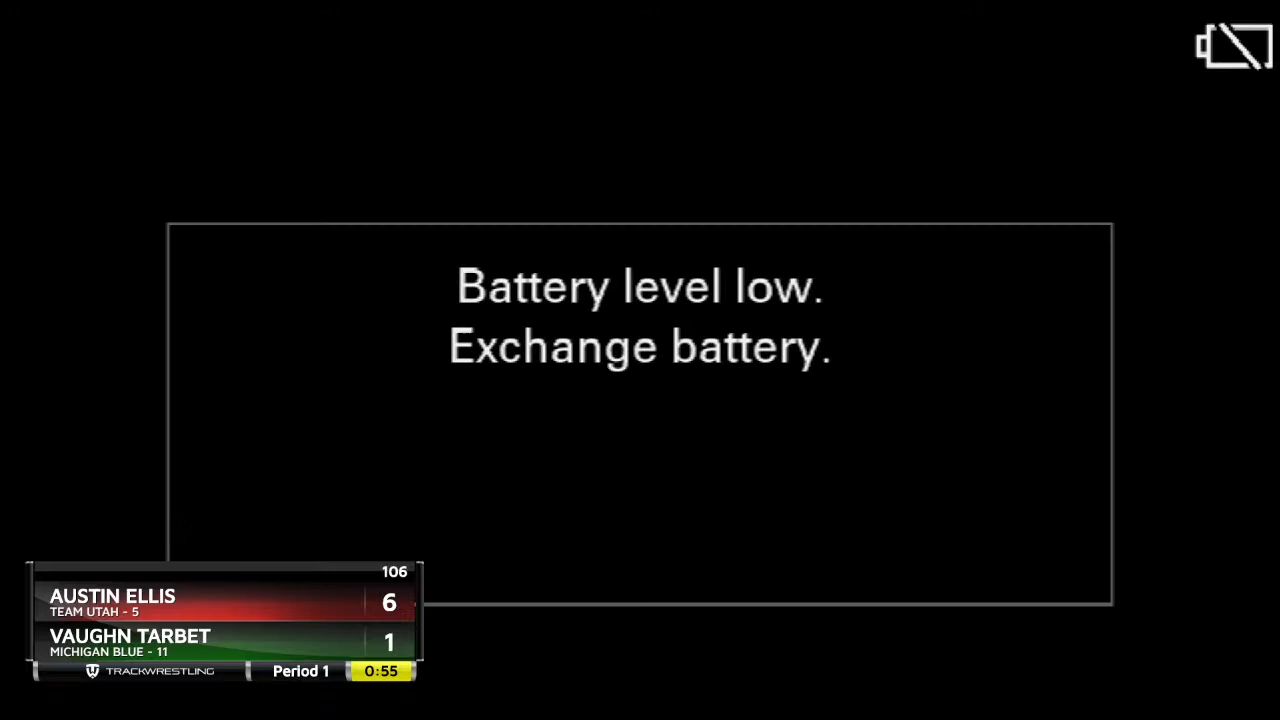 Battery level low.
Exchange battery.
106
AUSTIN ELLIS
6
TEAM UTAH - 5
VAUGHN TARBET
1
MICHIGAN BLUE - 11
TRACKWRESTLING
Period 1
0:55